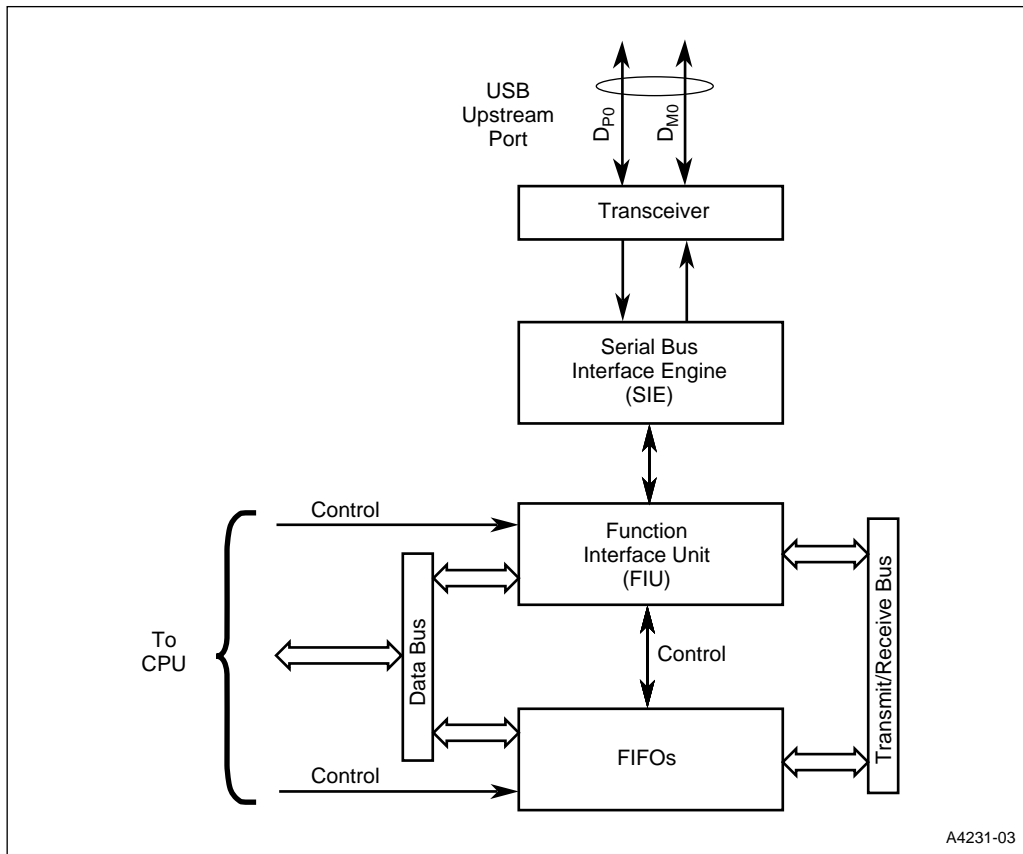 USB
Upstream
Port
DP0
DM0
Transceiver
Serial Bus
Interface Engine
(SIE)
Control
Function
Interface Unit
(FIU)
To
CPU
Data Bus
Control
Transmit/Receive Bus
Control
FIFOs
A4231-03